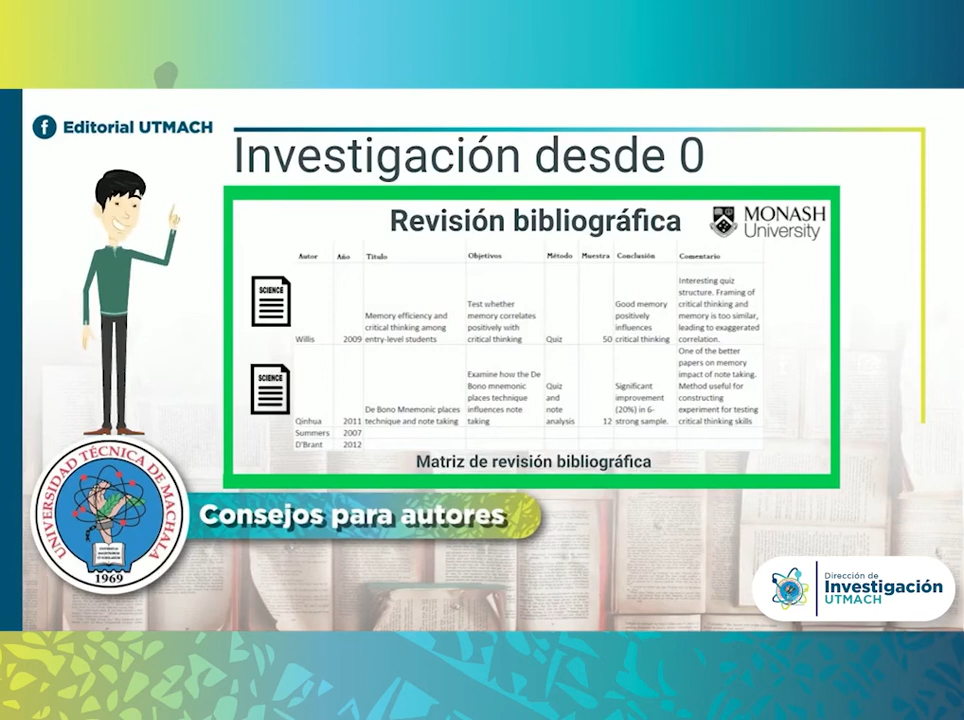 Editorial UTMACH
Investigación desde 0
Revisión bibliográfica
MONASH
University
Autor Año Título Objetivos Método Muestra Conclusión Comentario
SCIENCE
Willis 2009 Memory efficiency and critical thinking among entry-level students Test whether memory correlates positively with critical thinking Quiz 50 Good memory positively influences critical thinking Interesting quiz structure. Framing of critical thinking and memory is too similar, leading to exaggerated correlation.
SCIENCE
Qinhua 2011 De Bono Mnemonic places technique and note taking Examine how the De Bono mnemonic places technique influences note taking Quiz and note analysis 12 Significant improvement (20%) in 6-strong sample. One of the better papers on memory impact of note taking. Method useful for constructing experiment for testing critical thinking skills
Summers 2007
D'Brant 2012
Matriz de revisión bibliográfica
UNIVERSIDAD TÉCNICA DE MACHALA
1969
Consejos para autores
Dirección de
Investigación
UTMACH